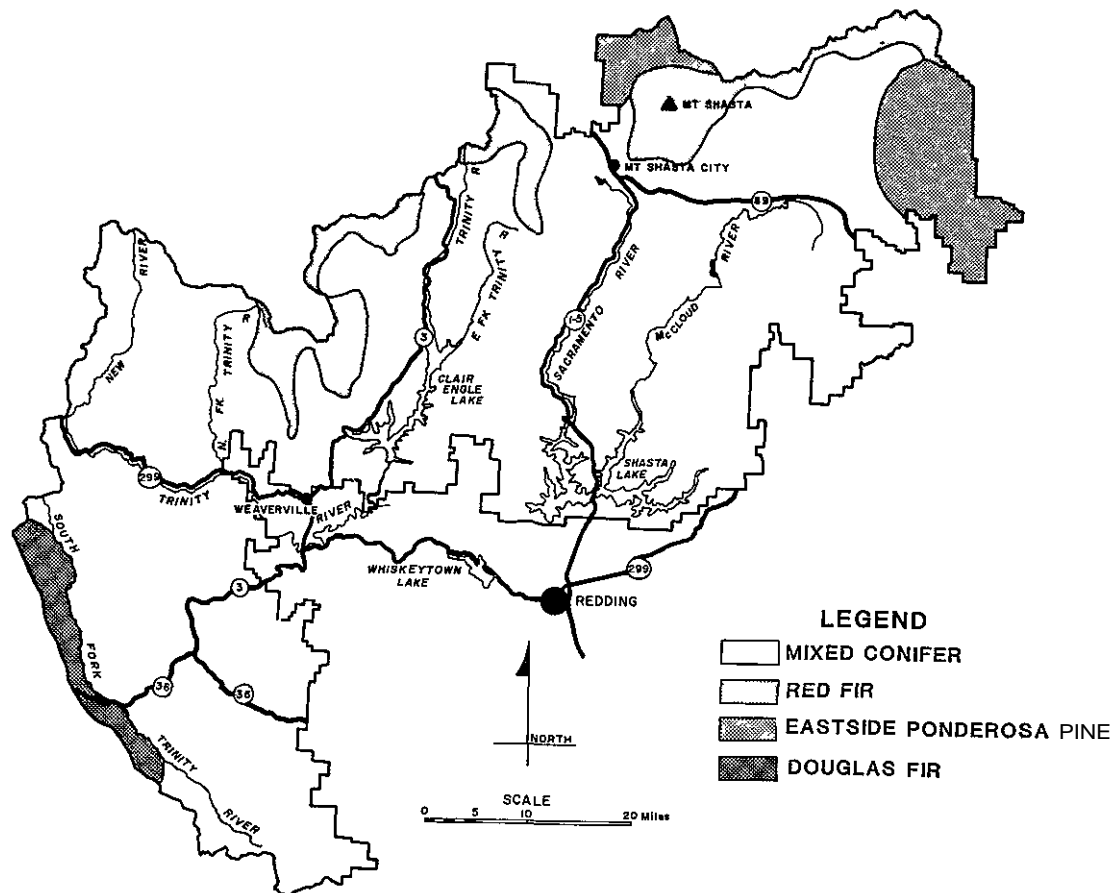 MT SHASTA
MT SHASTA CITY
89
TRINITY R
E FK TRINITY R
SACRAMENTO RIVER
McCLOUD RIVER
NEW RIVER
N. FK TRINITY R
3
CLAIR
ENGLE
LAKE
SHASTA
LAKE
299
TRINITY
RIVER
WEAVERVILLE
SOUTH FORK TRINITY RIVER
WHISKEYTOWN
LAKE
3
299
REDDING
36
36
LEGEND
MIXED CONIFER
RED FIR
EASTSIDE PONDEROSA PINE
DOUGLAS FIR
NORTH
SCALE
0 5 10 20 Miles